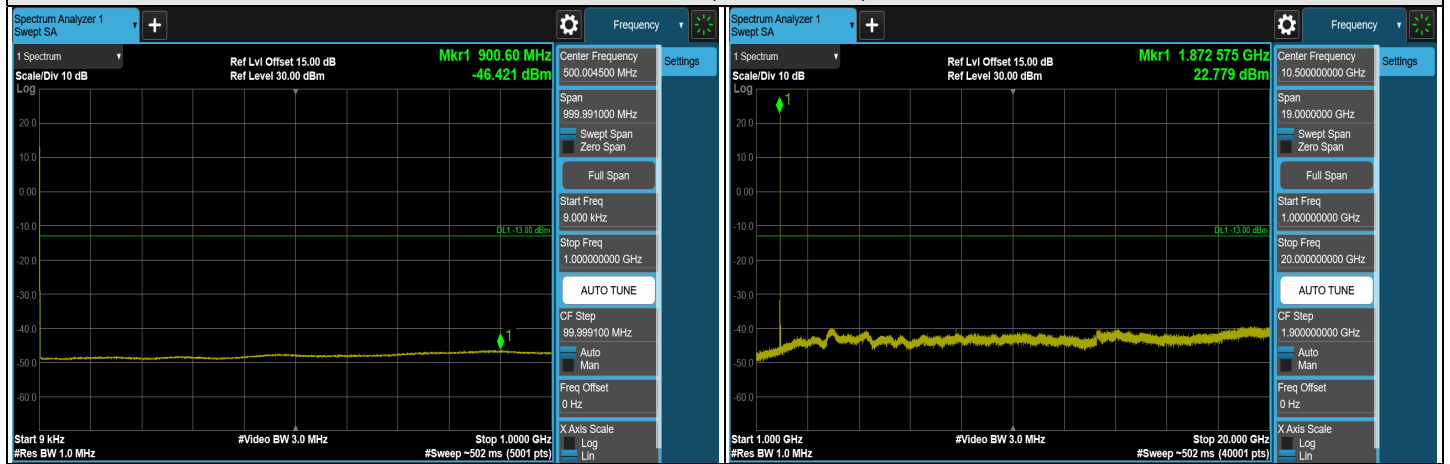 Spectrum Analyzer 1
Swept SA
+
Frequency
1 Spectrum
Scale/Div 10 dB
Log
Ref Lvl Offset 15.00 dB
Ref Level 30.00 dBm
Mkr1 900.60 MHz
-46.421 dBm
20.0
10.0
0.00
-10.0
-20.0
-30.0
-40.0
-50.0
-60.0
DL1 -13.00 dBm
1
Start 9 kHz
#Res BW 1.0 MHz
#Video BW 3.0 MHz
Stop 1.0000 GHz
#Sweep ~502 ms (5001 pts)
Center Frequency
500.004500 MHz
Settings
Span
999.991000 MHz
Swept Span
Zero Span
Full Span
Start Freq
9.000 kHz
Stop Freq
1.000000000 GHz
AUTO TUNE
CF Step
99.999100 MHz
Auto
Man
Freq Offset
0 Hz
X Axis Scale
Log
Lin
Spectrum Analyzer 1
Swept SA
+
Frequency
1 Spectrum
Scale/Div 10 dB
Log
Ref Lvl Offset 15.00 dB
Ref Level 30.00 dBm
Mkr1 1.872 575 GHz
22.779 dBm
1
20.0
10.0
0.00
-10.0
-20.0
-30.0
-40.0
-50.0
-60.0
DL1 -13.00 dBm
Start 1.000 GHz
#Res BW 1.0 MHz
#Video BW 3.0 MHz
Stop 20.000 GHz
#Sweep ~502 ms (40001 pts)
Center Frequency
10.500000000 GHz
Settings
Span
19.0000000 GHz
Swept Span
Zero Span
Full Span
Start Freq
1.000000000 GHz
Stop Freq
20.000000000 GHz
AUTO TUNE
CF Step
1.900000000 GHz
Auto
Man
Freq Offset
0 Hz
X Axis Scale
Log
Lin